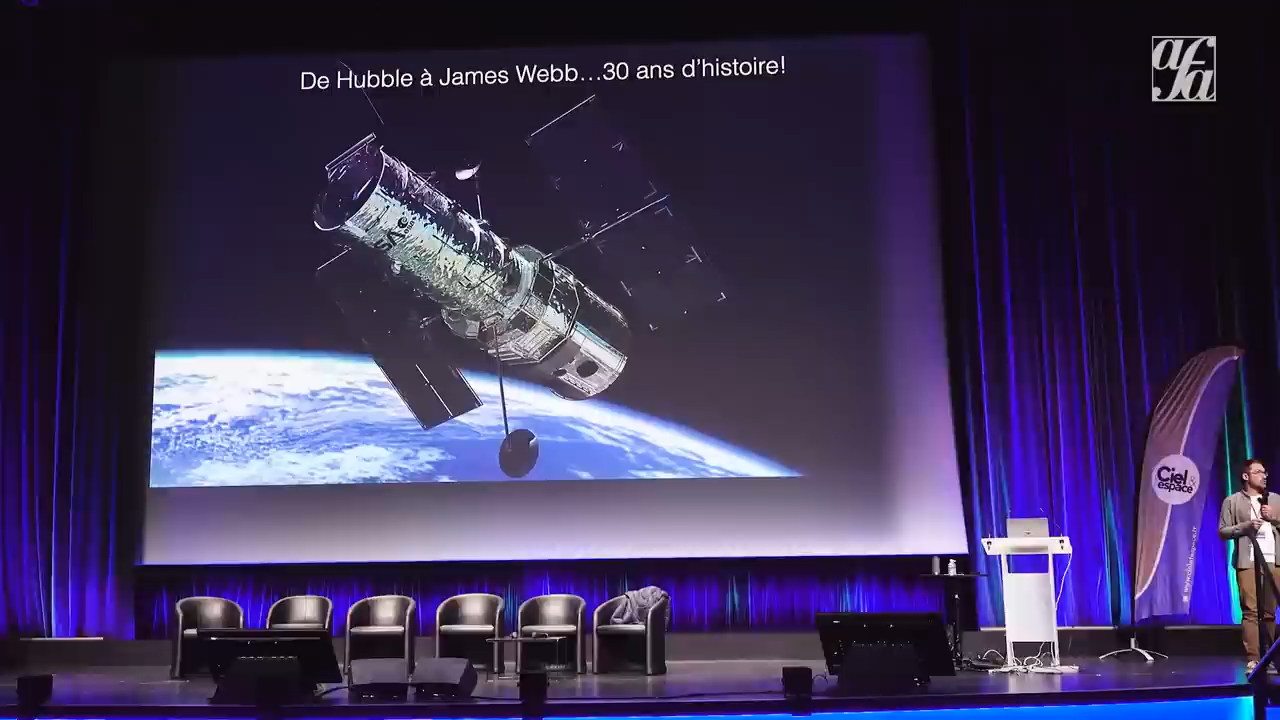 De Hubble à James Webb...30 ans d'histoire!
afa
Ciel &
espace